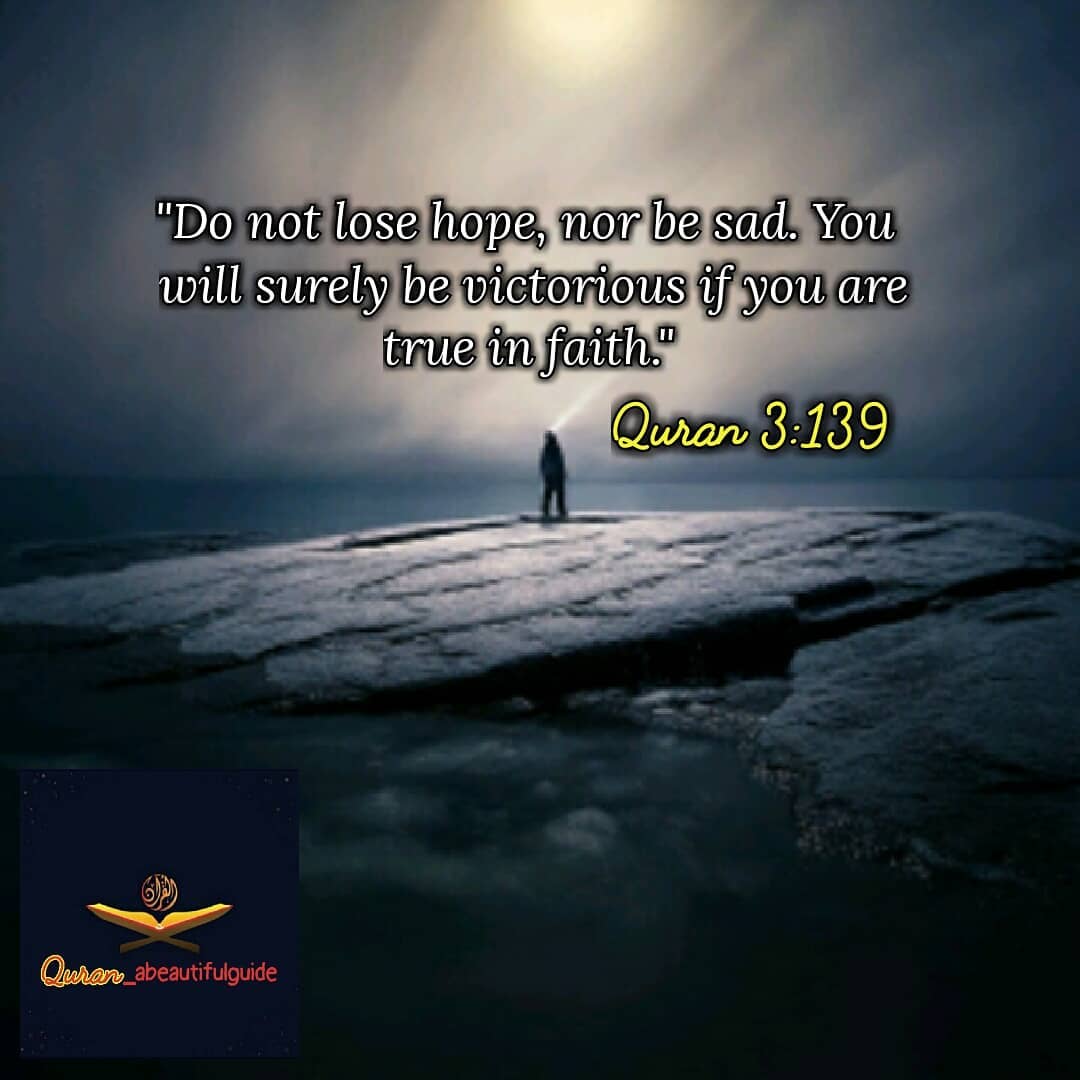 "Do not lose hope, nor be sad. You
will surely be victorious if you are
true in faith."
Quran 3:139
القرآن
Quran_abeautifulguide